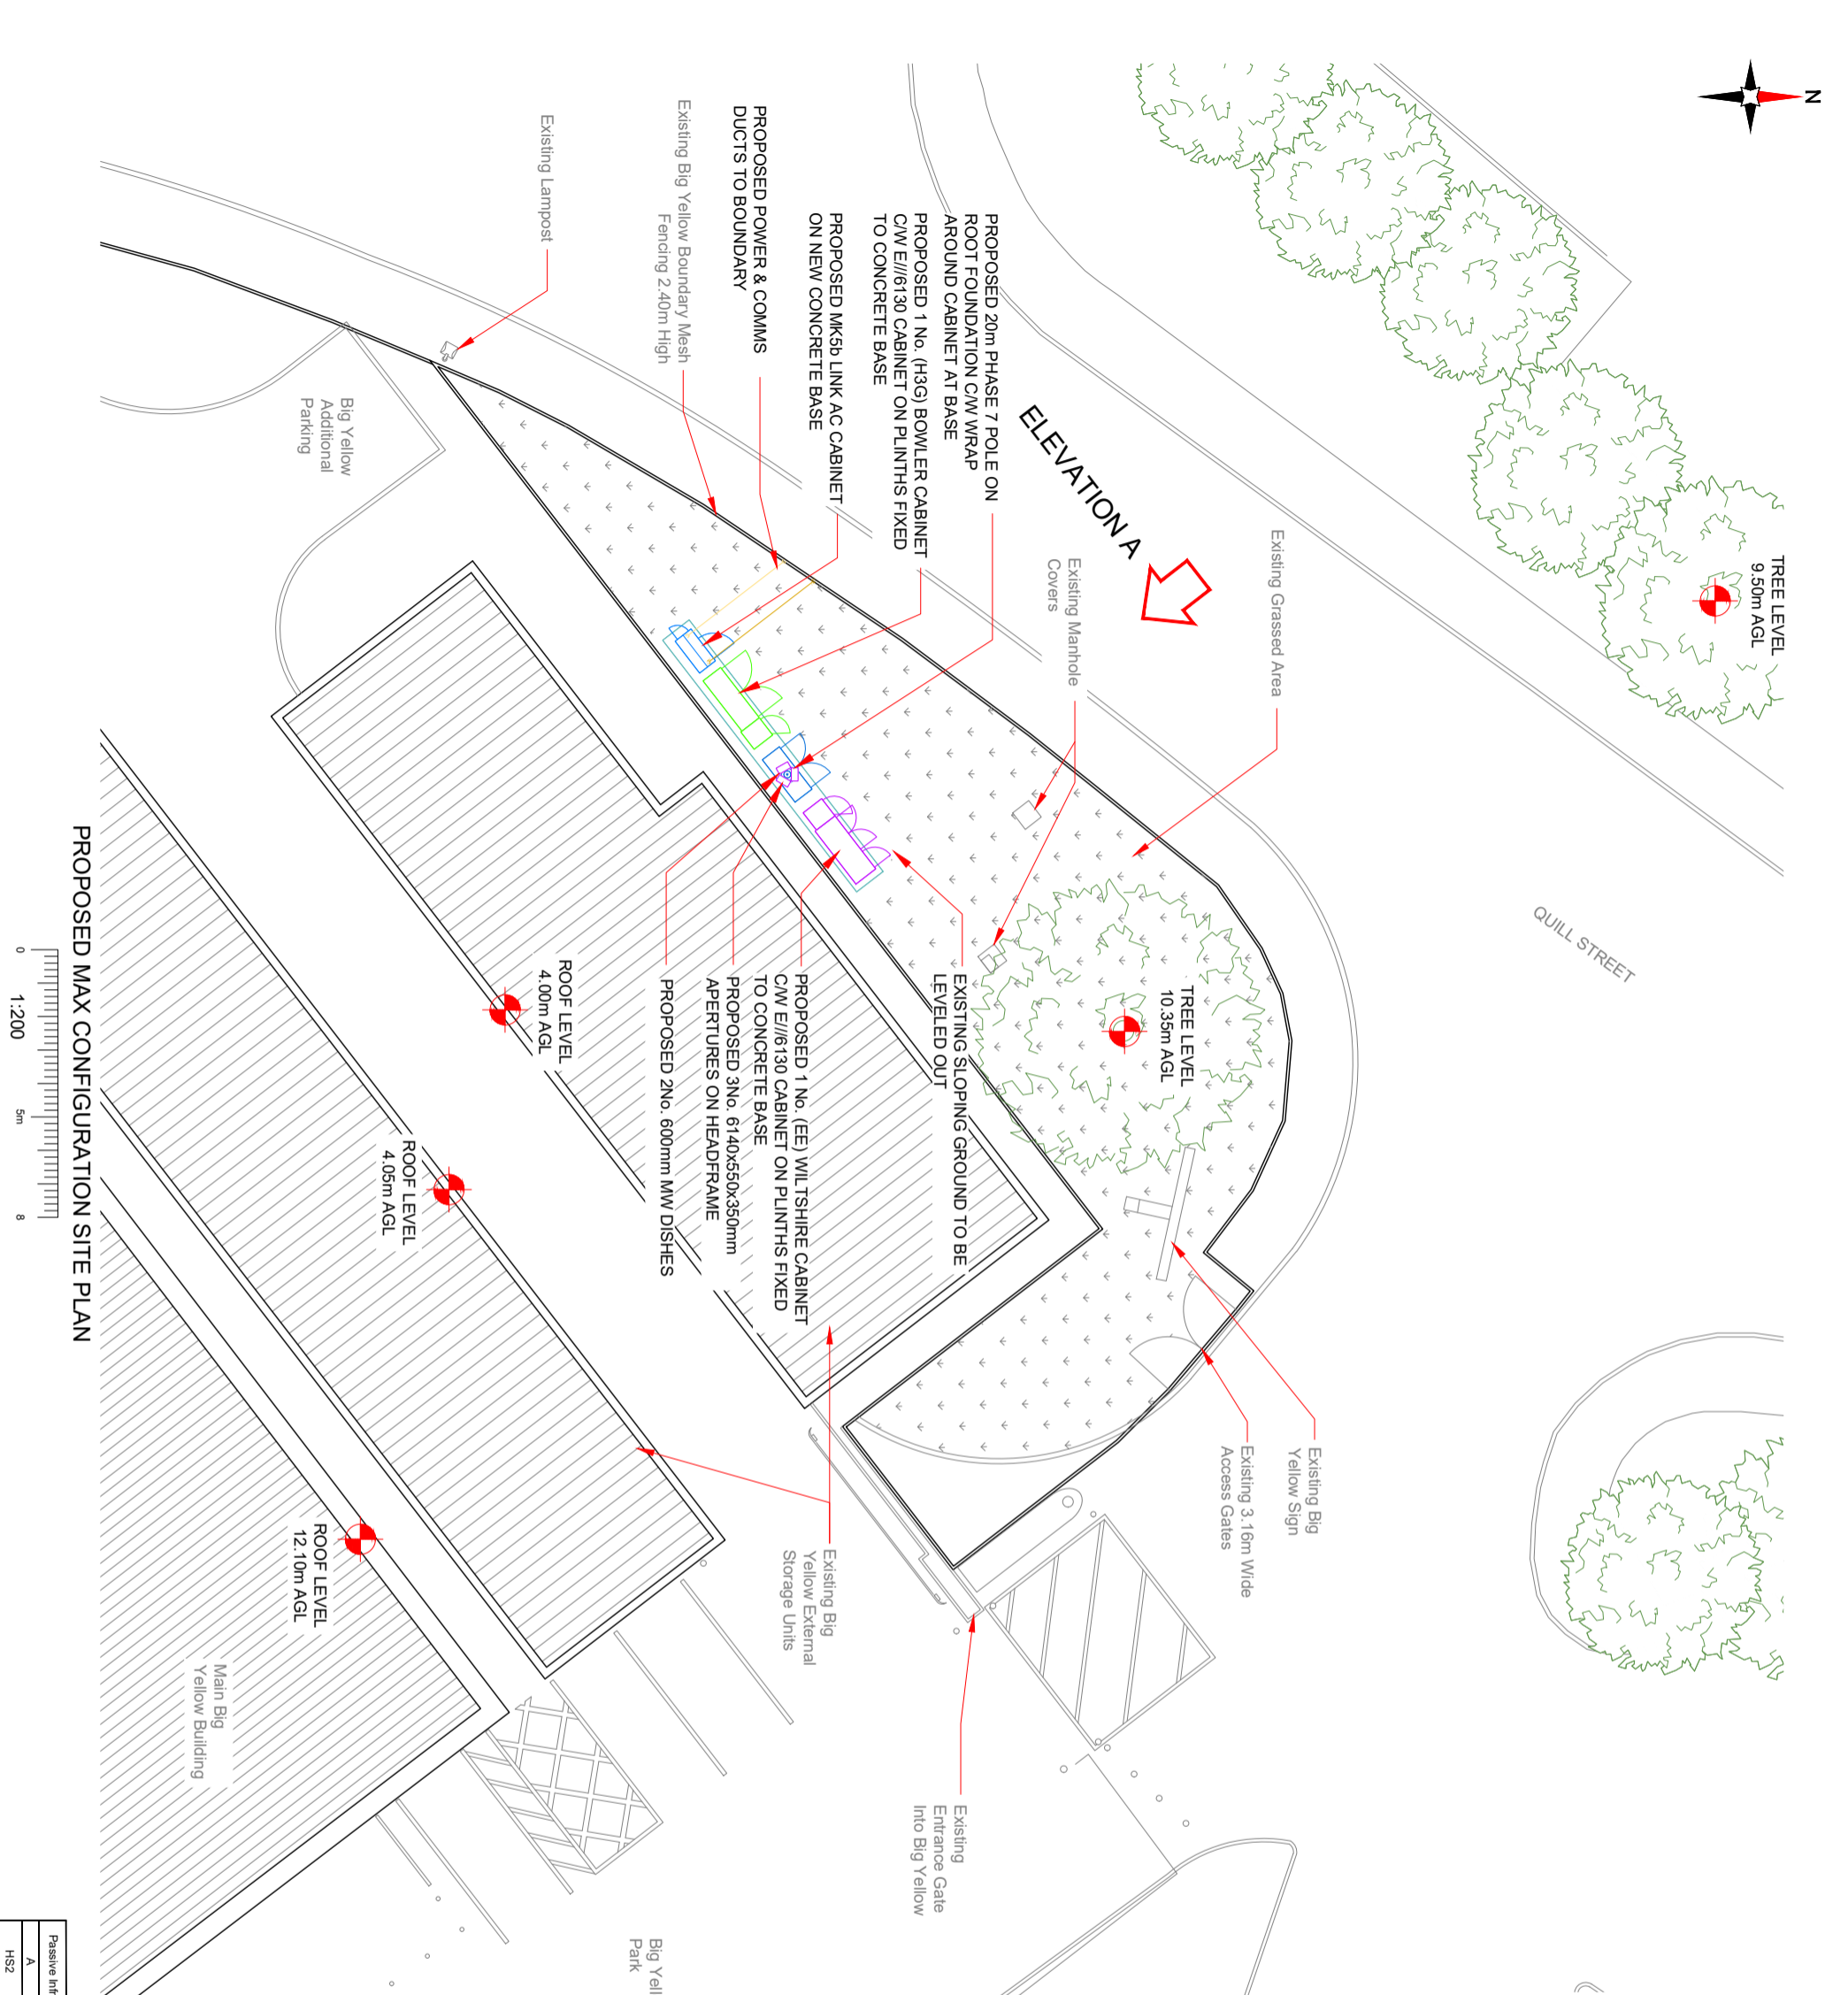 N
TREE LEVEL
9.50m AGL
QUILL STREET
Existing Grassed Area
Existing Manhole
Covers
ELEVATION A
PROPOSED 20m PHASE 7 POLE ON
ROOT FOUNDATION C/W WRAP
AROUND CABINET AT BASE
PROPOSED 1 No. (H3G) BOWLER CABINET
C/W E///6130 CABINET ON PLINTHS FIXED
TO CONCRETE BASE
PROPOSED MK5b LINK AC CABINET
ON NEW CONCRETE BASE
PROPOSED POWER & COMMS
DUCTS TO BOUNDARY
Existing Big Yellow Boundary Mesh
Fencing 2.40m High
Existing Lampost
Big Yellow
Additional
Parking
TREE LEVEL
10.35m AGL
EXISTING SLOPING GROUND TO BE
LEVELED OUT
PROPOSED 1 No. (EE) WILTSHIRE CABINET
C/W E///6130 CABINET ON PLINTHS FIXED
TO CONCRETE BASE
PROPOSED 3No. 6140x550x350mm
APERTURES ON HEADFRAME
PROPOSED 2No. 600mm MW DISHES
ROOF LEVEL
4.00m AGL
ROOF LEVEL
4.05m AGL
ROOF LEVEL
12.10m AGL
Existing Big
Yellow Sign
Existing 3.16m Wide
Access Gates
Existing Big
Yellow External
Storage Units
Existing
Entrance Gate
Into Big Yellow
Main Big
Yellow Building
Big Yell
Park
PROPOSED MAX CONFIGURATION SITE PLAN
0 5m 8
1:200
Passive Infr
A
HS2